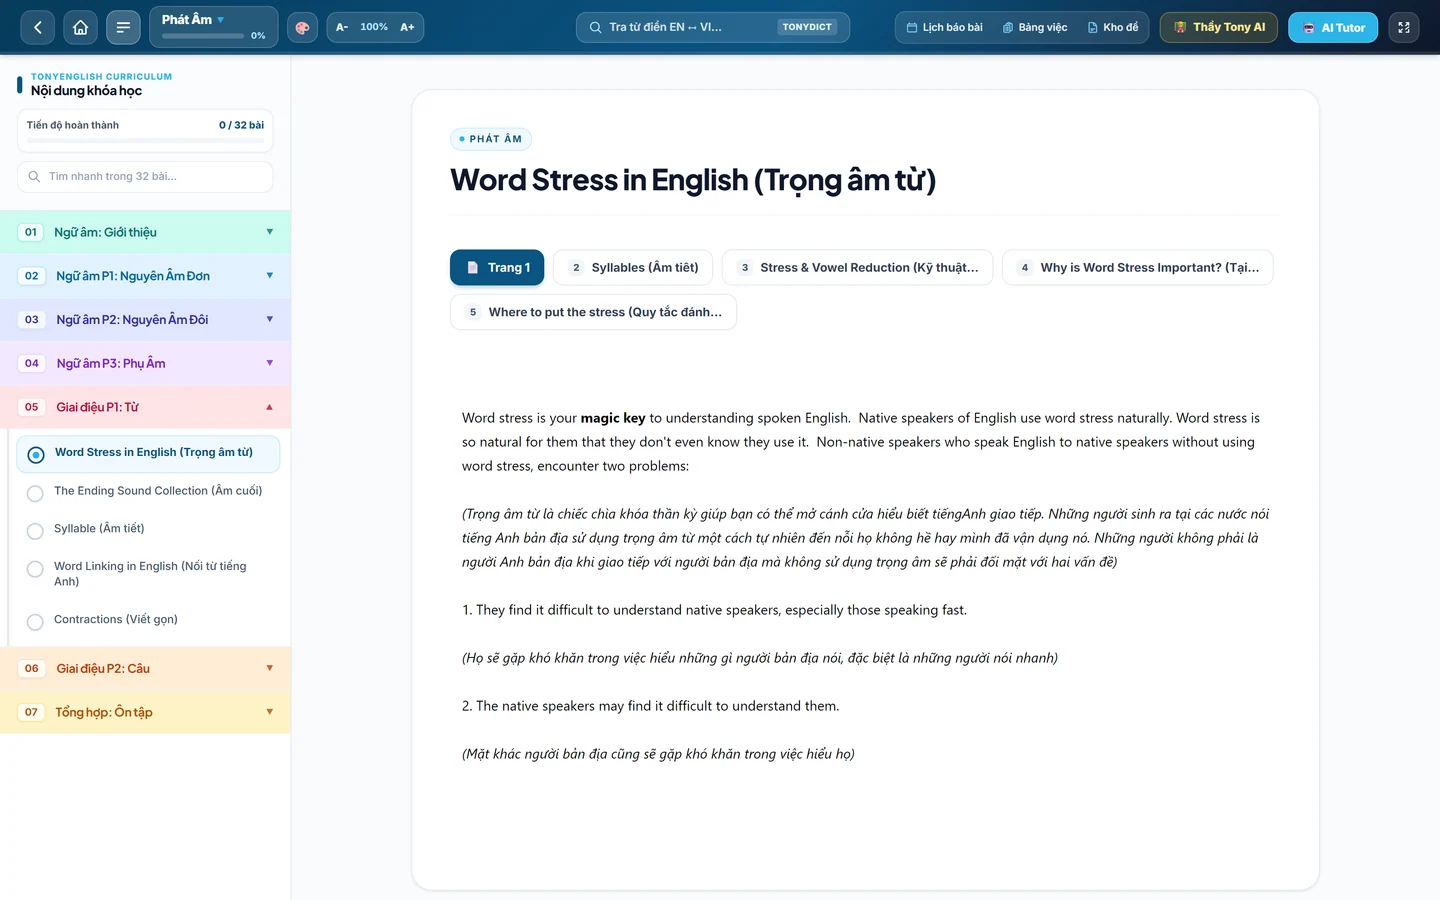 Phát Âm ▼
0%
A- 100% A+
Tra từ điển EN ↔ VI...
TONYDICT
Lịch báo bài
Bảng việc
Kho đề
Thầy Tony AI
AI Tutor
TONYENGLISH CURRICULUM
Nội dung khóa học
Tiến độ hoàn thành
0 / 32 bài
Tìm nhanh trong 32 bài...
01 Ngữ âm: Giới thiệu ▼
02 Ngữ âm P1: Nguyên Âm Đơn ▼
03 Ngữ âm P2: Nguyên Âm Đôi ▼
04 Ngữ âm P3: Phụ Âm ▼
05 Giai điệu P1: Từ ▲
Word Stress in English (Trọng âm từ)
The Ending Sound Collection (Âm cuối)
Syllable (Âm tiết)
Word Linking in English (Nối từ tiếng
Anh)
Contractions (Viết gọn)
06 Giai điệu P2: Câu ▼
07 Tổng hợp: Ôn tập ▼
PHÁT ÂM
Word Stress in English (Trọng âm từ)
Trang 1
2 Syllables (Âm tiết)
3 Stress & Vowel Reduction (Kỹ thuật...
4 Why is Word Stress Important? (Tại...
5 Where to put the stress (Quy tắc đánh...
Word stress is your magic key to understanding spoken English.  Native speakers of English use word stress naturally. Word stress is
so natural for them that they don't even know they use it.  Non-native speakers who speak English to native speakers without using
word stress, encounter two problems:
(Trọng âm từ là chiếc chìa khóa thần kỳ giúp bạn có thể mở cánh cửa hiểu biết tiếngAnh giao tiếp. Những người sinh ra tại các nước nói
tiếng Anh bản địa sử dụng trọng âm từ một cách tự nhiên đến nỗi họ không hề hay mình đã vận dụng nó. Những người không phải là
người Anh bản địa khi giao tiếp với người bản địa mà không sử dụng trọng âm sẽ phải đối mặt với hai vấn đề)
1. They find it difficult to understand native speakers, especially those speaking fast.
(Họ sẽ gặp khó khăn trong việc hiểu những gì người bản địa nói, đặc biệt là những người nói nhanh)
2. The native speakers may find it difficult to understand them.
(Mặt khác người bản địa cũng sẽ gặp khó khăn trong việc hiểu họ)